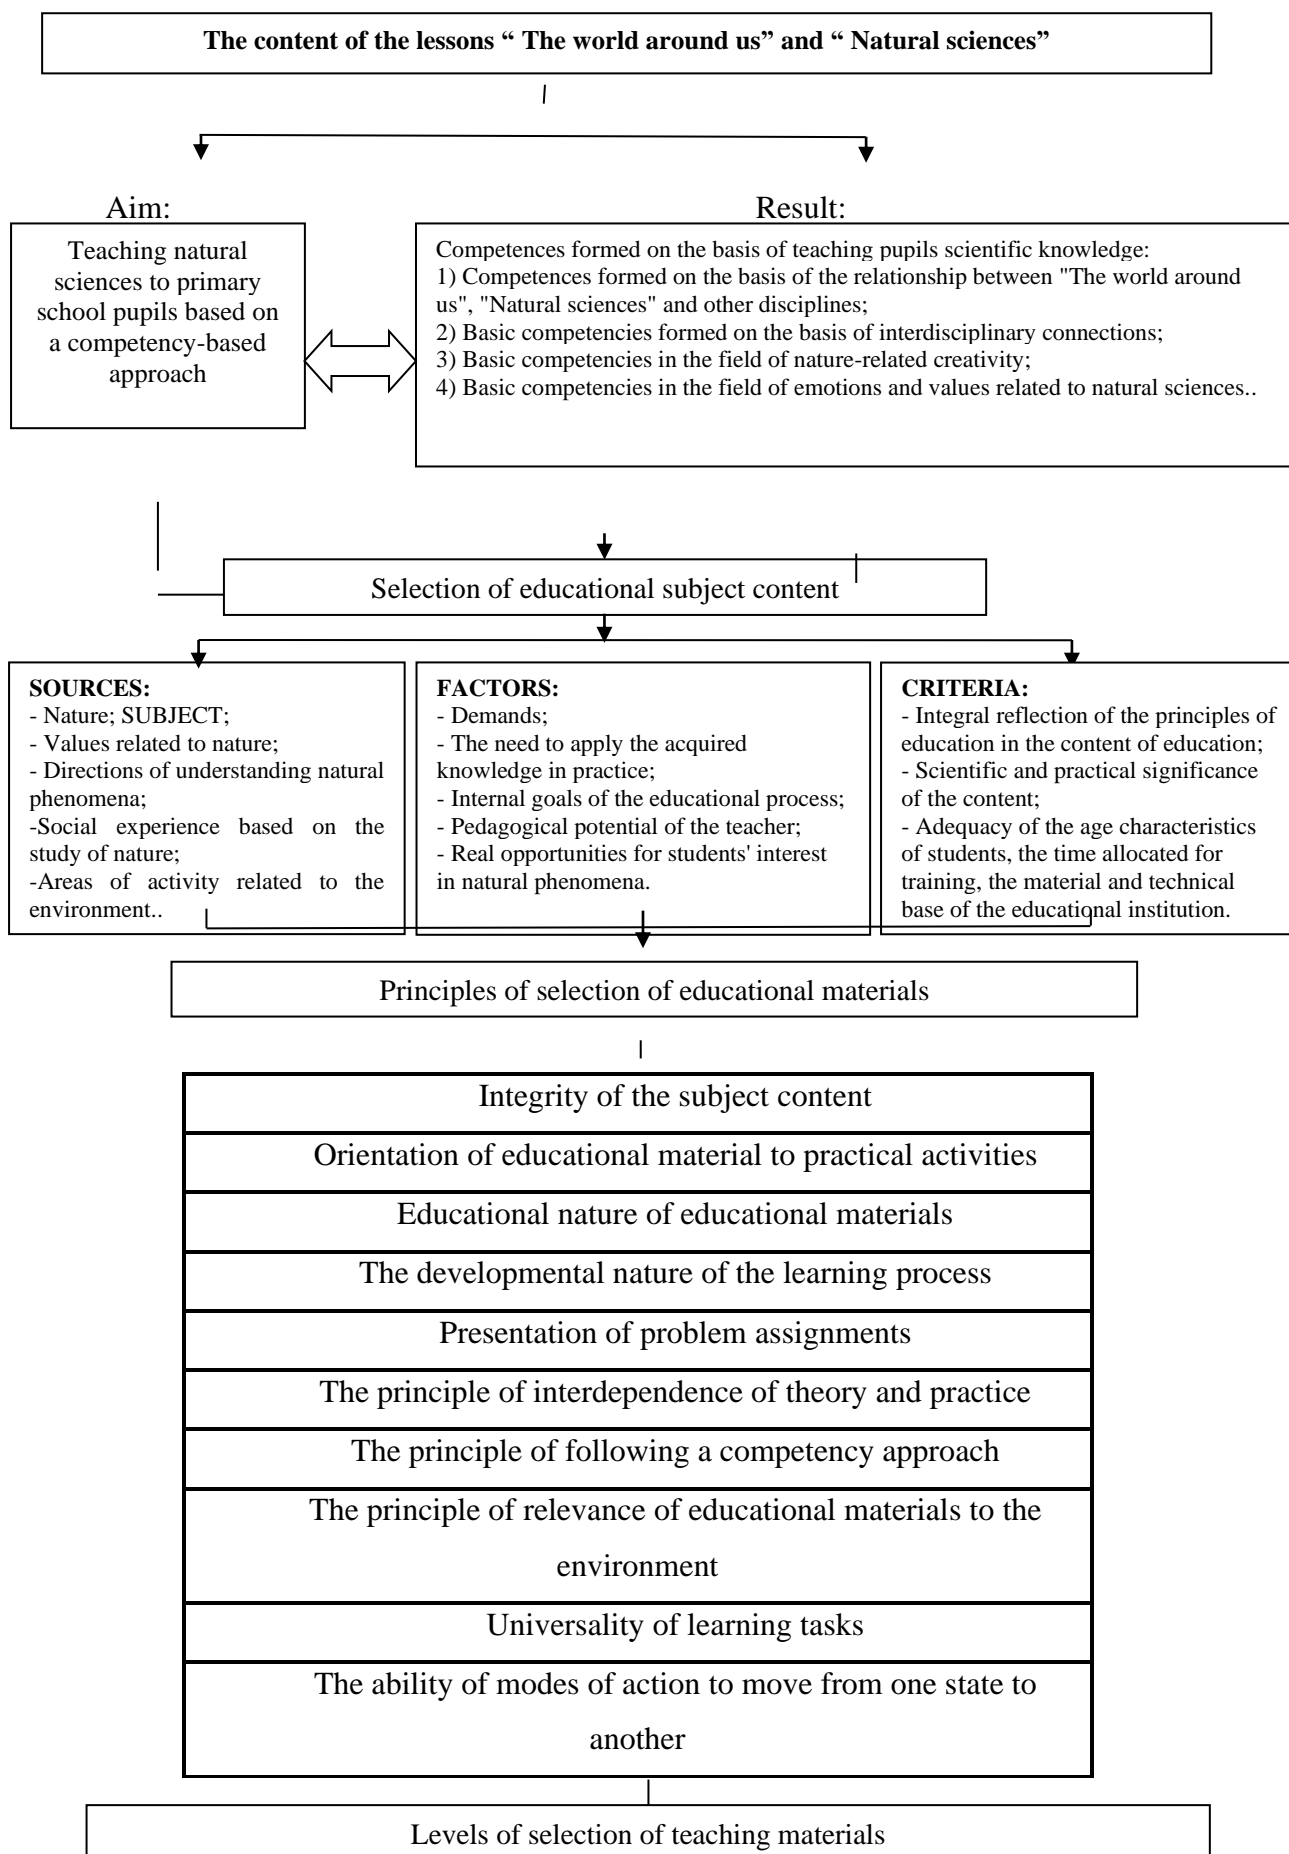 The content of the lessons “ The world around us” and “ Natural sciences”
Aim:
Teaching natural
sciences to primary
school pupils based on
a competency-based
approach
Result:
Competences formed on the basis of teaching pupils scientific knowledge:
1) Competences formed on the basis of the relationship between "The world around
us", "Natural sciences" and other disciplines;
2) Basic competencies formed on the basis of interdisciplinary connections;
3) Basic competencies in the field of nature-related creativity;
4) Basic competencies in the field of emotions and values related to natural sciences..
Selection of educational subject content
SOURCES:
- Nature; SUBJECT;
- Values related to nature;
- Directions of understanding natural
phenomena;
-Social experience based on the
study of nature;
-Areas of activity related to the
environment..
FACTORS:
- Demands;
- The need to apply the acquired
knowledge in practice;
- Internal goals of the educational process;
- Pedagogical potential of the teacher;
- Real opportunities for students' interest
in natural phenomena.
CRITERIA:
- Integral reflection of the principles of
education in the content of education;
- Scientific and practical significance
of the content;
- Adequacy of the age characteristics
of students, the time allocated for
training, the material and technical
base of the educational institution.
Principles of selection of educational materials
Integrity of the subject content
Orientation of educational material to practical activities
Educational nature of educational materials
The developmental nature of the learning process
Presentation of problem assignments
The principle of interdependence of theory and practice
The principle of following a competency approach
The principle of relevance of educational materials to the
environment
Universality of learning tasks
The ability of modes of action to move from one state to
another
Levels of selection of teaching materials